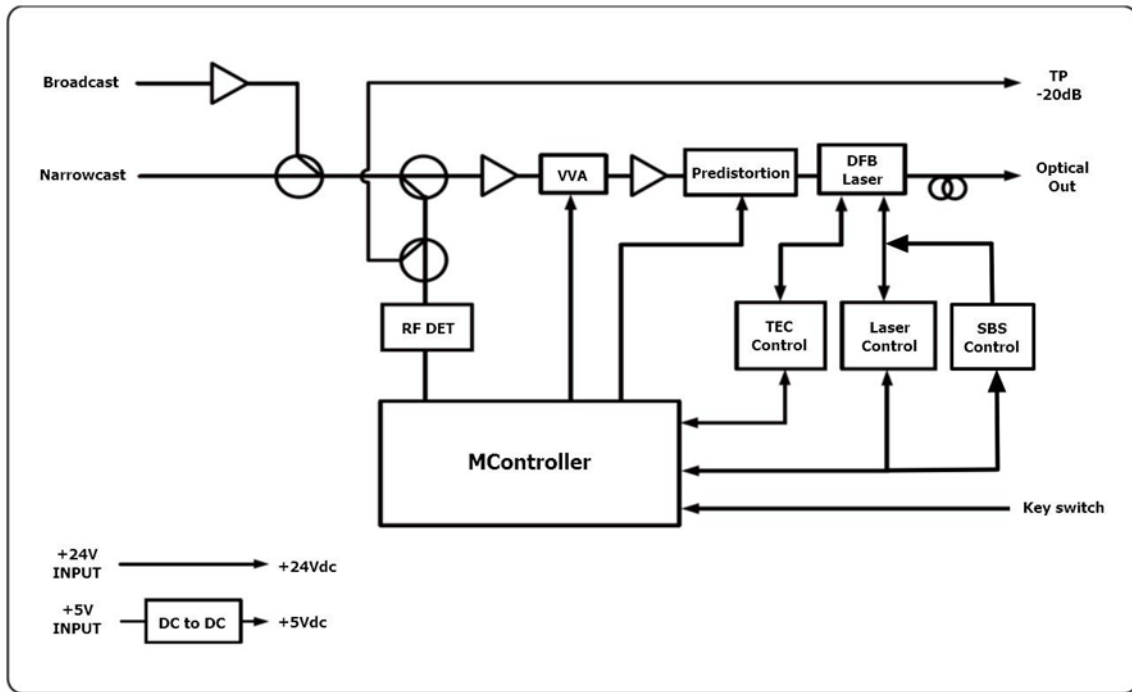 Broadcast
TP
-20dB
Narrowcast
VVA
Predistortion
DFB
Laser
Optical
Out
RF DET
TEC
Control
Laser
Control
SBS
Control
MController
Key switch
+24V
INPUT
+24Vdc
+5V
INPUT
DC to DC
+5Vdc